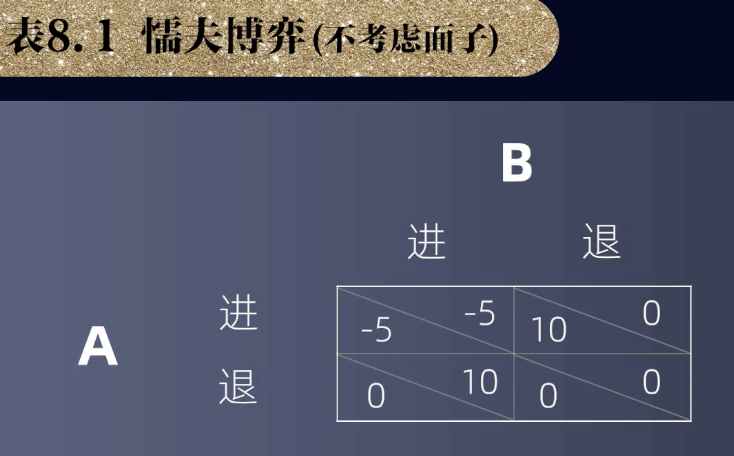 表8.1 懦夫博弈(不考虑面子)
B
进 退
进 -5 -5 10 0
A
退 0 10 0 0